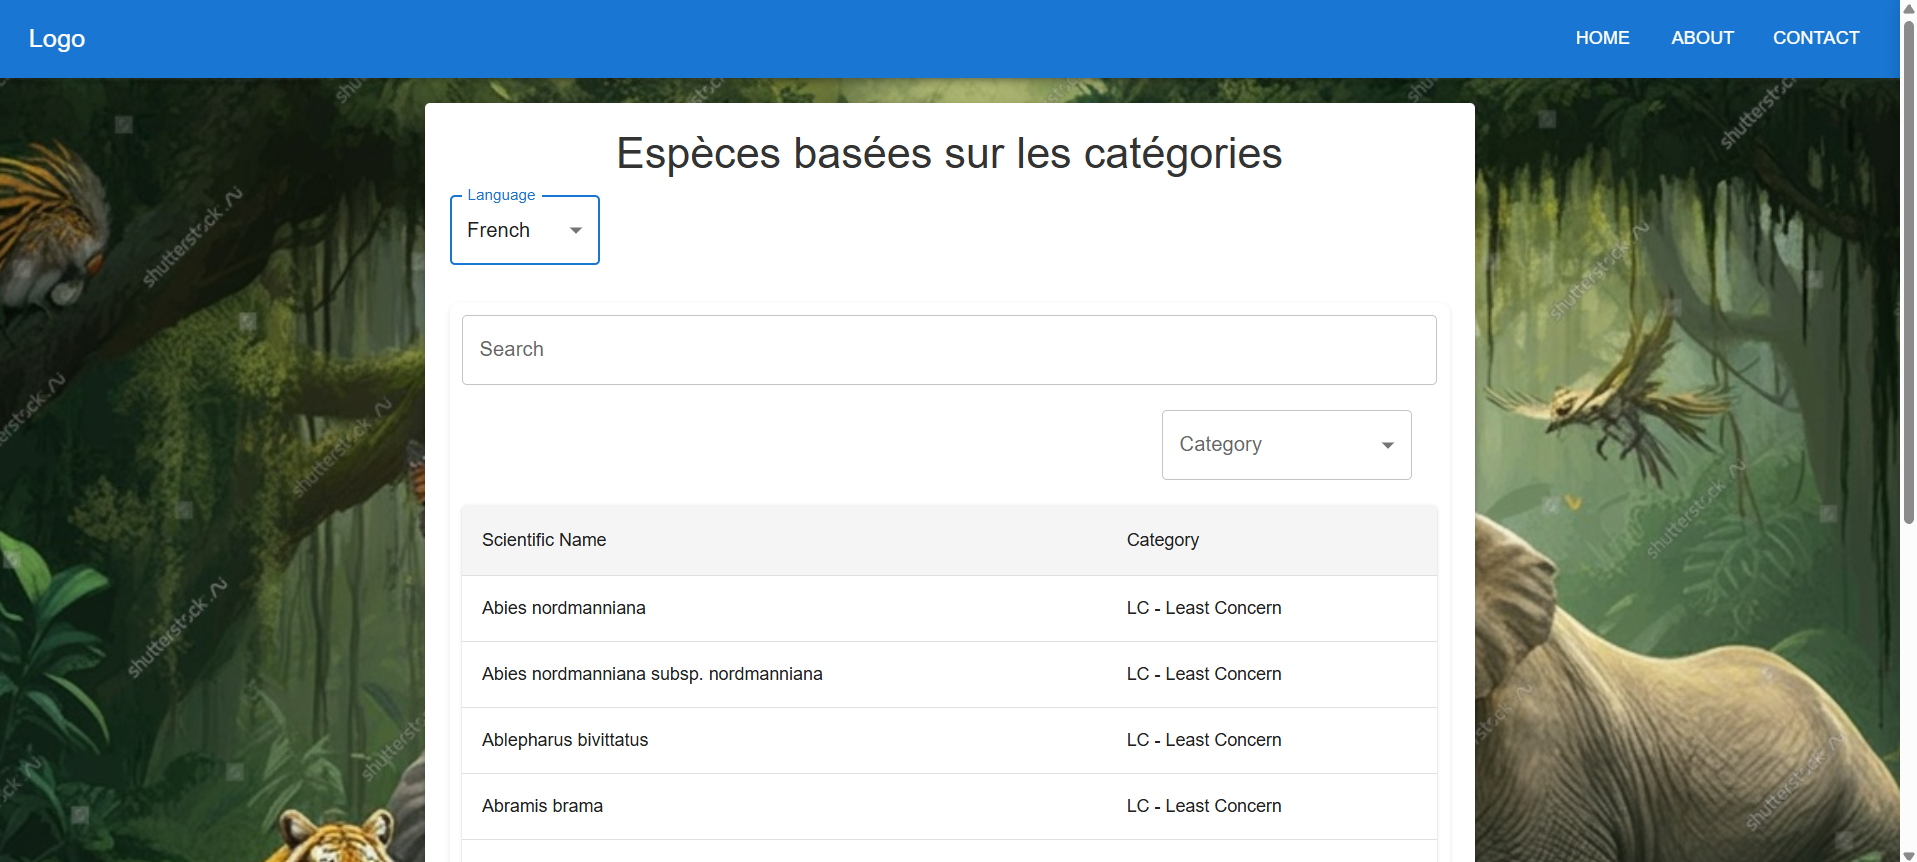 Logo
HOME ABOUT CONTACT
Espèces basées sur les catégories
Language
French
Search
Category
Scientific Name Category
Abies nordmanniana LC - Least Concern
Abies nordmanniana subsp. nordmanniana LC - Least Concern
Ablepharus bivittatus LC - Least Concern
Abramis brama LC - Least Concern
shutterstock
shutterstock
shutterstock
shutterstock
shutterstock
shutterstock
shutterstock